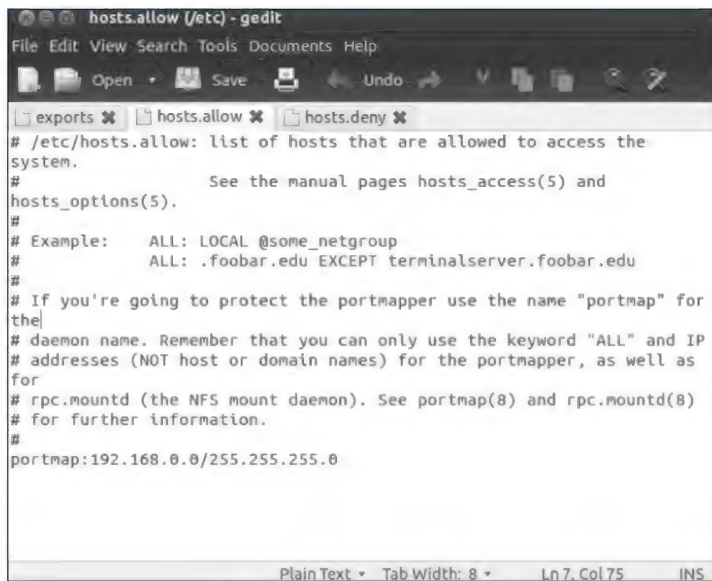 hosts.allow (/etc) - gedit
File Edit View Search Tools Documents Help
Open Save Undo
exports hosts.allow hosts.deny
# /etc/hosts.allow: list of hosts that are allowed to access the
system.
# See the manual pages hosts_access(5) and
hosts_options(5).
#
# Example: ALL: LOCAL @some_netgroup
# ALL: .foobar.edu EXCEPT terminalserver.foobar.edu
#
# If you're going to protect the portmapper use the name "portmap" for
the
# daemon name. Remember that you can only use the keyword "ALL" and IP
# addresses (NOT host or domain names) for the portmapper, as well as
for
# rpc.mountd (the NFS mount daemon). See portmap(8) and rpc.mountd(8)
# for further information.
#
portmap:192.168.0.0/255.255.255.0
Plain Text Tab Width: 8 Ln 7, Col 75 INS